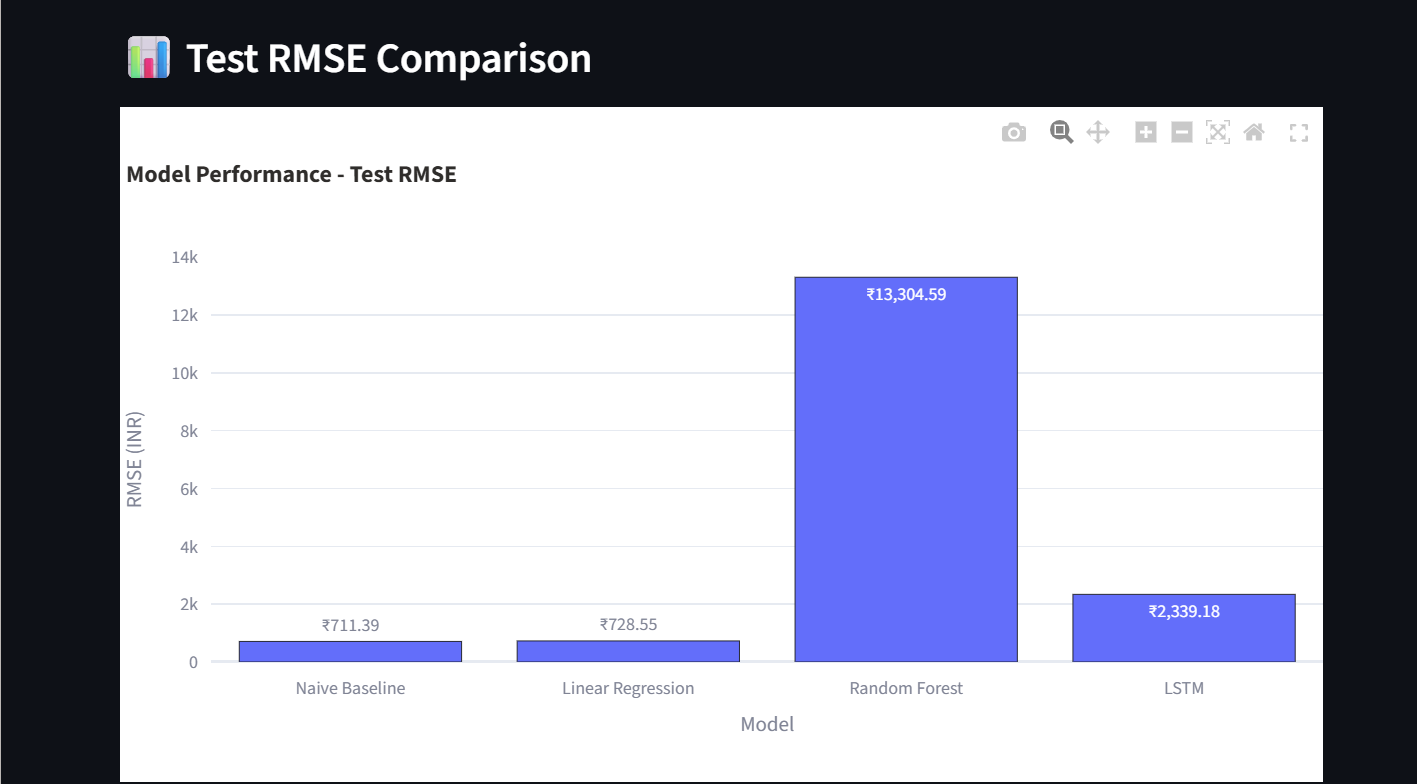 Test RMSE Comparison
Model Performance - Test RMSE
14k
12k
10k
8k
6k
4k
2k
0
RMSE (INR)
₹711.39
₹728.55
₹13,304.59
₹2,339.18
Naive Baseline
Linear Regression
Random Forest
LSTM
Model